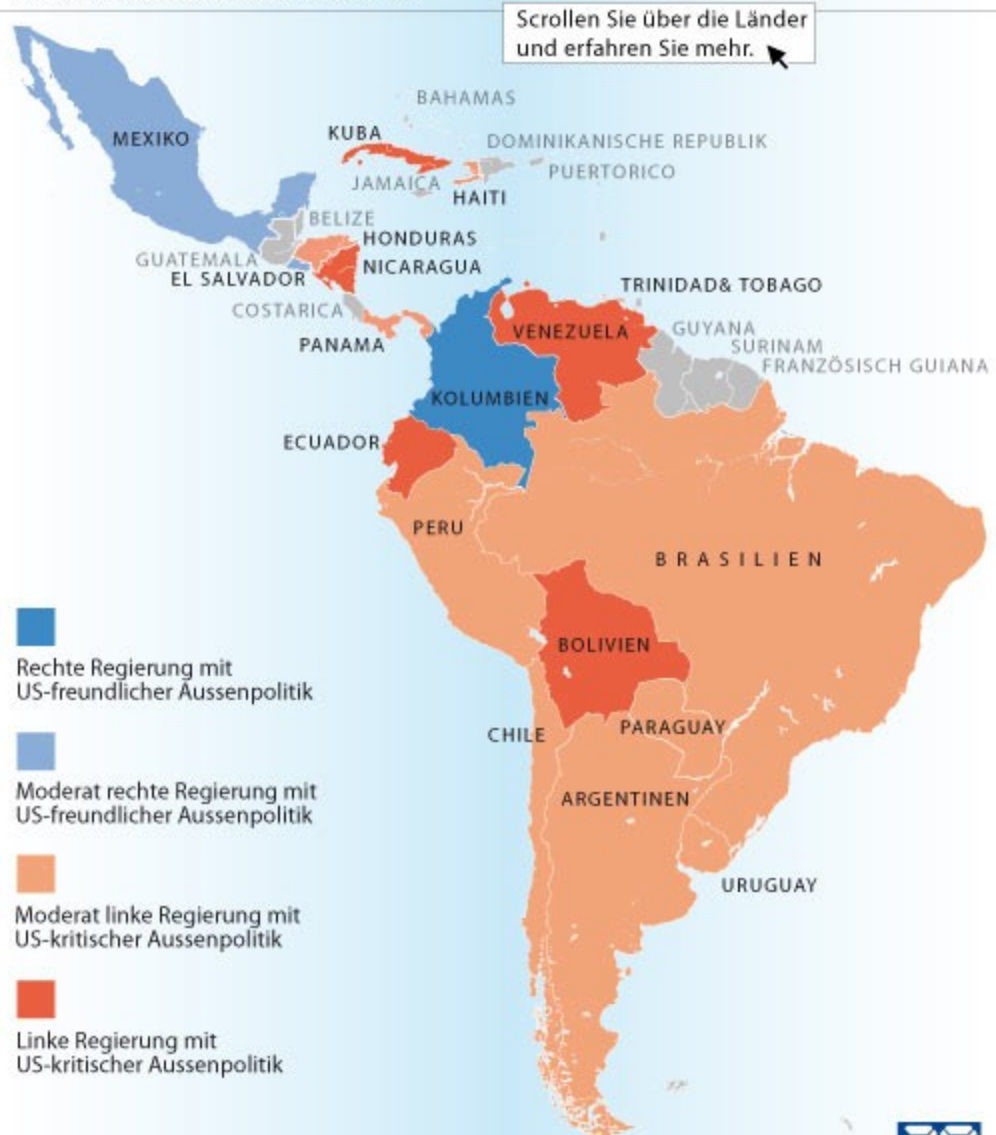 Scrollen Sie über die Länder
und erfahren Sie mehr.
BAHAMAS
MEXIKO
KUBA
DOMINIKANISCHE REPUBLIK
PUERTORICO
JAMAICA
HAITI
BELIZE
HONDURAS
GUATEMALA
NICARAGUA
EL SALVADOR
TRINIDAD& TOBAGO
COSTARICA
VENEZUELA
GUYANA
PANAMA
SURINAM
FRANZÖSISCH GUIANA
KOLUMBIEN
ECUADOR
PERU
BRASILIEN
BOLIVIEN
Rechte Regierung mit
US-freundlicher Aussenpolitik
CHILE
PARAGUAY
Moderat rechte Regierung mit
US-freundlicher Aussenpolitik
ARGENTINEN
URUGUAY
Moderat linke Regierung mit
US-kritischer Aussenpolitik
Linke Regierung mit
US-kritischer Aussenpolitik